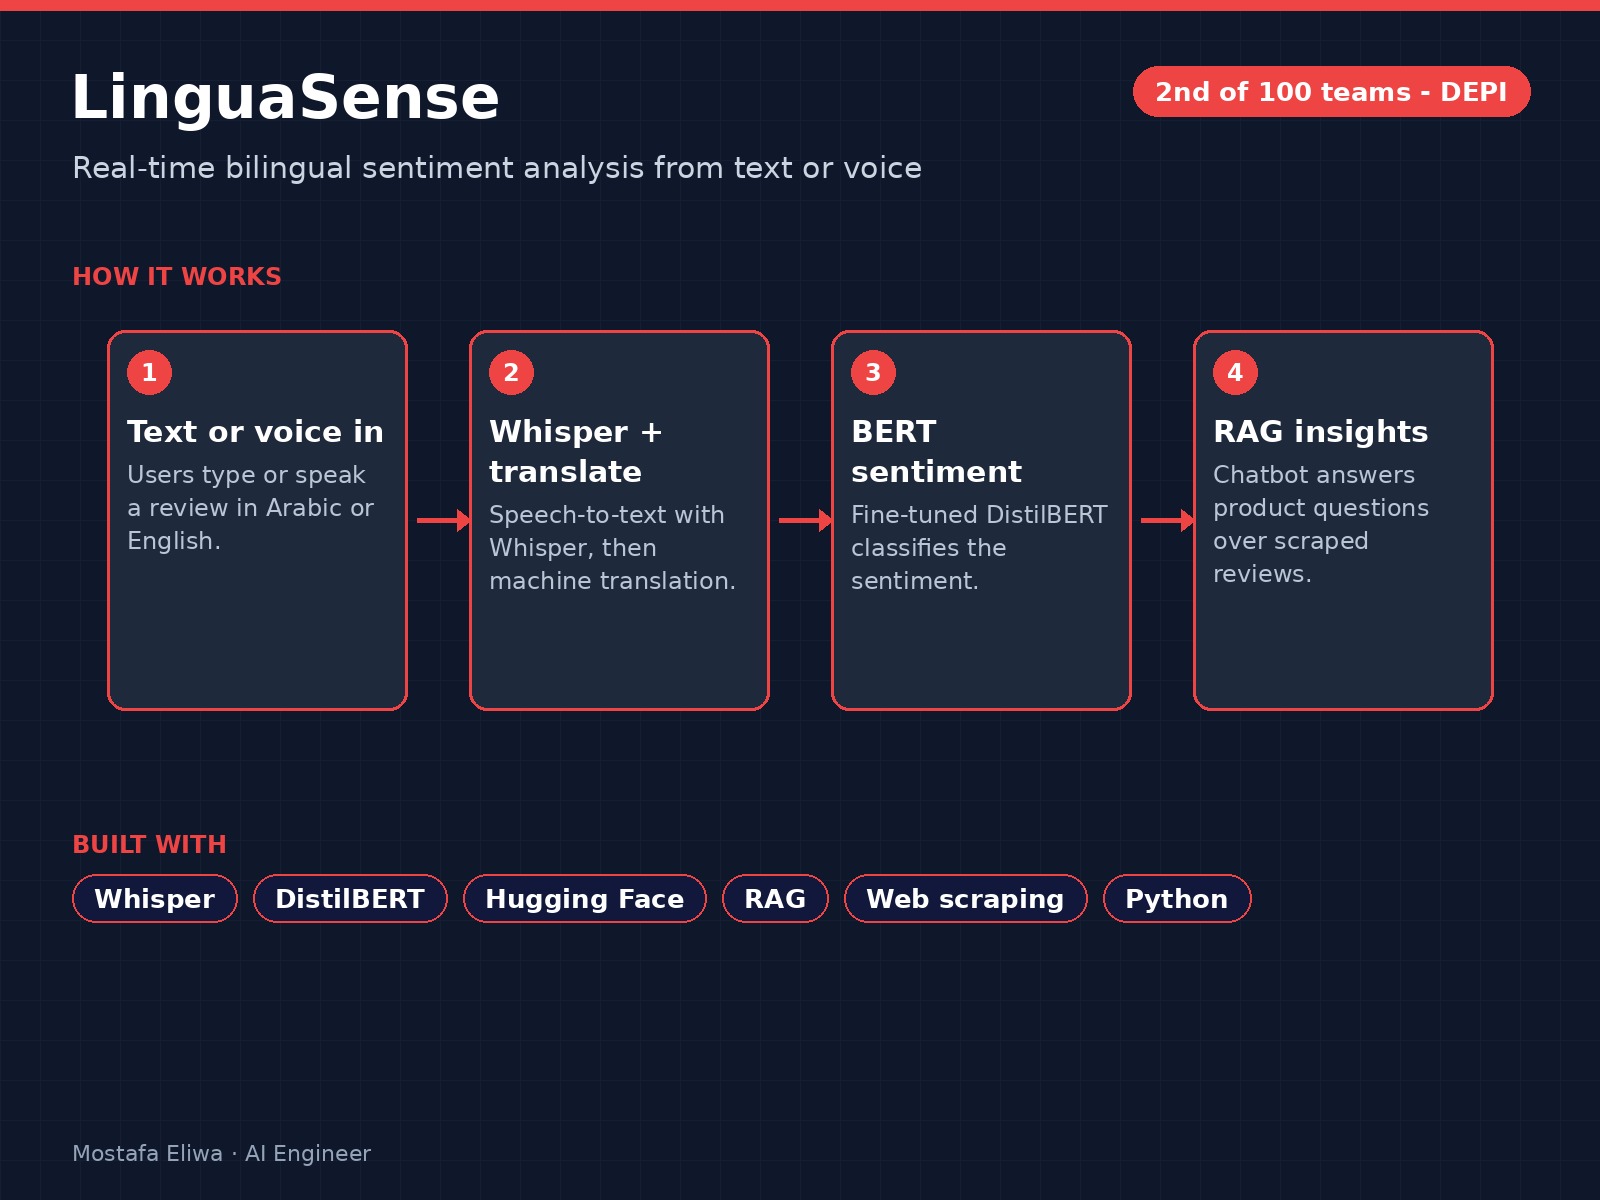 LinguaSense
2nd of 100 teams - DEPI
Real-time bilingual sentiment analysis from text or voice
HOW IT WORKS
1
Text or voice in
Users type or speak
a review in Arabic or
English.
2
Whisper +
translate
Speech-to-text with
Whisper, then
machine translation.
3
BERT
sentiment
Fine-tuned DistilBERT
classifies the
sentiment.
4
RAG insights
Chatbot answers
product questions
over scraped
reviews.
BUILT WITH
Whisper
DistilBERT
Hugging Face
RAG
Web scraping
Python
Mostafa Eliwa · AI Engineer